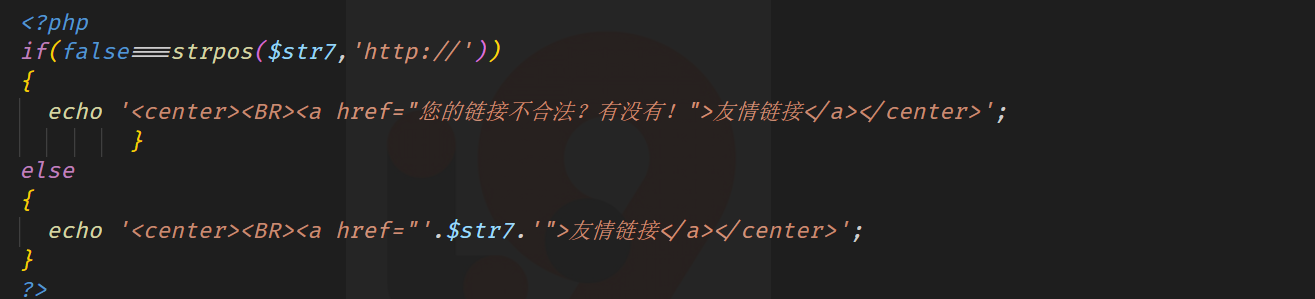 <?php
if(false===strpos($str7,'http://'))
{
  echo '<center><BR><a href="您的链接不合法？有没有！">友情链接</a></center>';
        }
else
{
  echo '<center><BR><a href="'.$str7.'">友情链接</a></center>';
}
?>